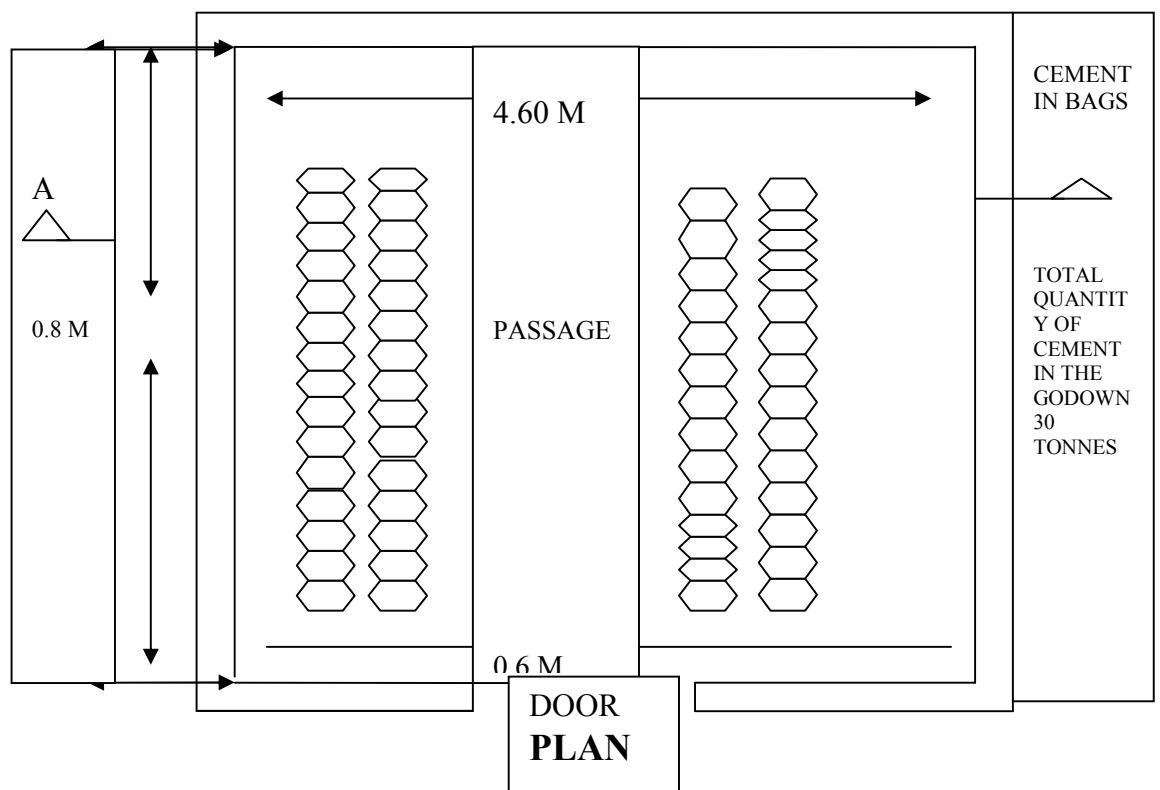 A
0.8 M
4.60 M
PASSAGE
0.6 M
DOOR
PLAN
CEMENT
IN BAGS
TOTAL
QUANTIT
Y OF
CEMENT
IN THE
GODOWN
30
TONNES